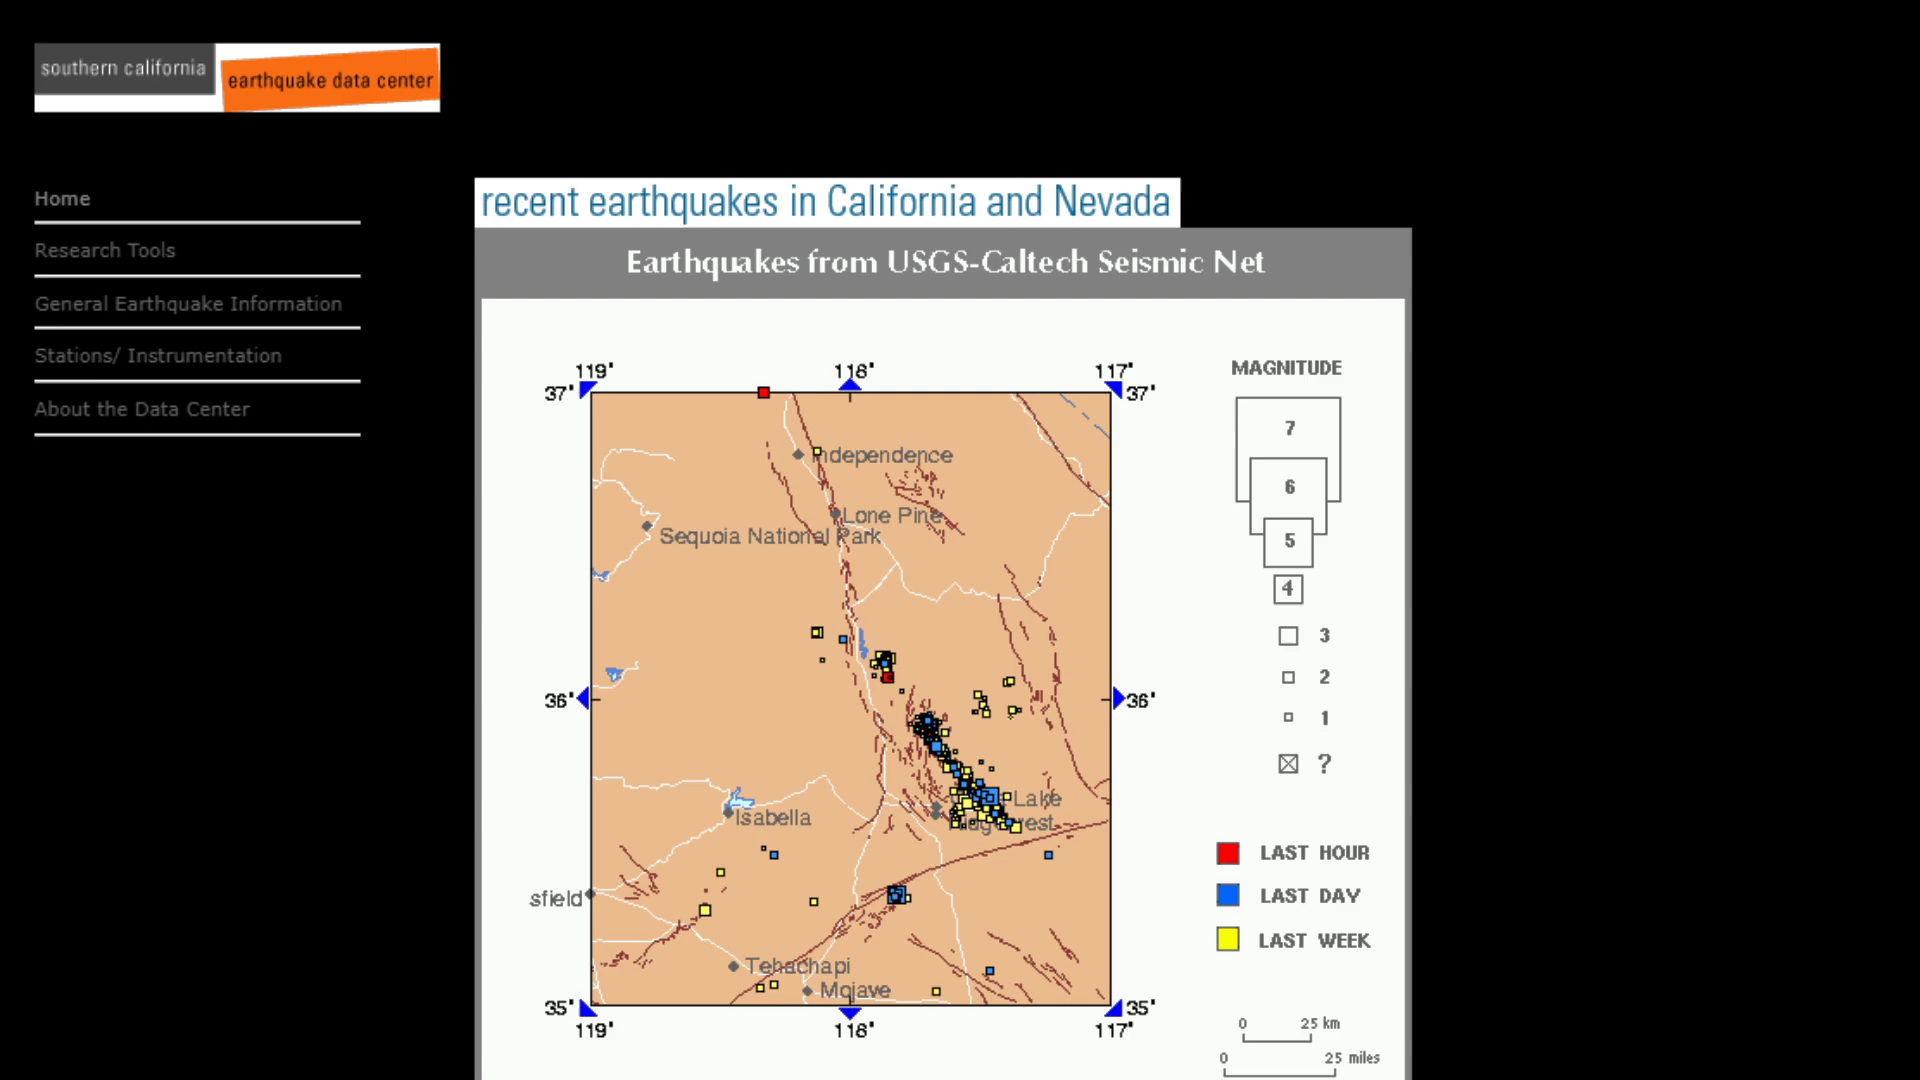 southern california
earthquake data center
Home
Research Tools
General Earthquake Information
Stations/ Instrumentation
About the Data Center
recent earthquakes in California and Nevada
Earthquakes from USGS-Caltech Seismic Net
119° 118° 117°
37° 37°
Independence
Lone Pine
Sequoia National Park
36° 36°
Lake
Isabella
sfield
Tehachapi
Mojave
35° 35°
119° 118° 117°
MAGNITUDE
7
6
5
4
3
2
1
?
LAST HOUR
LAST DAY
LAST WEEK
0 25 km
0 25 miles